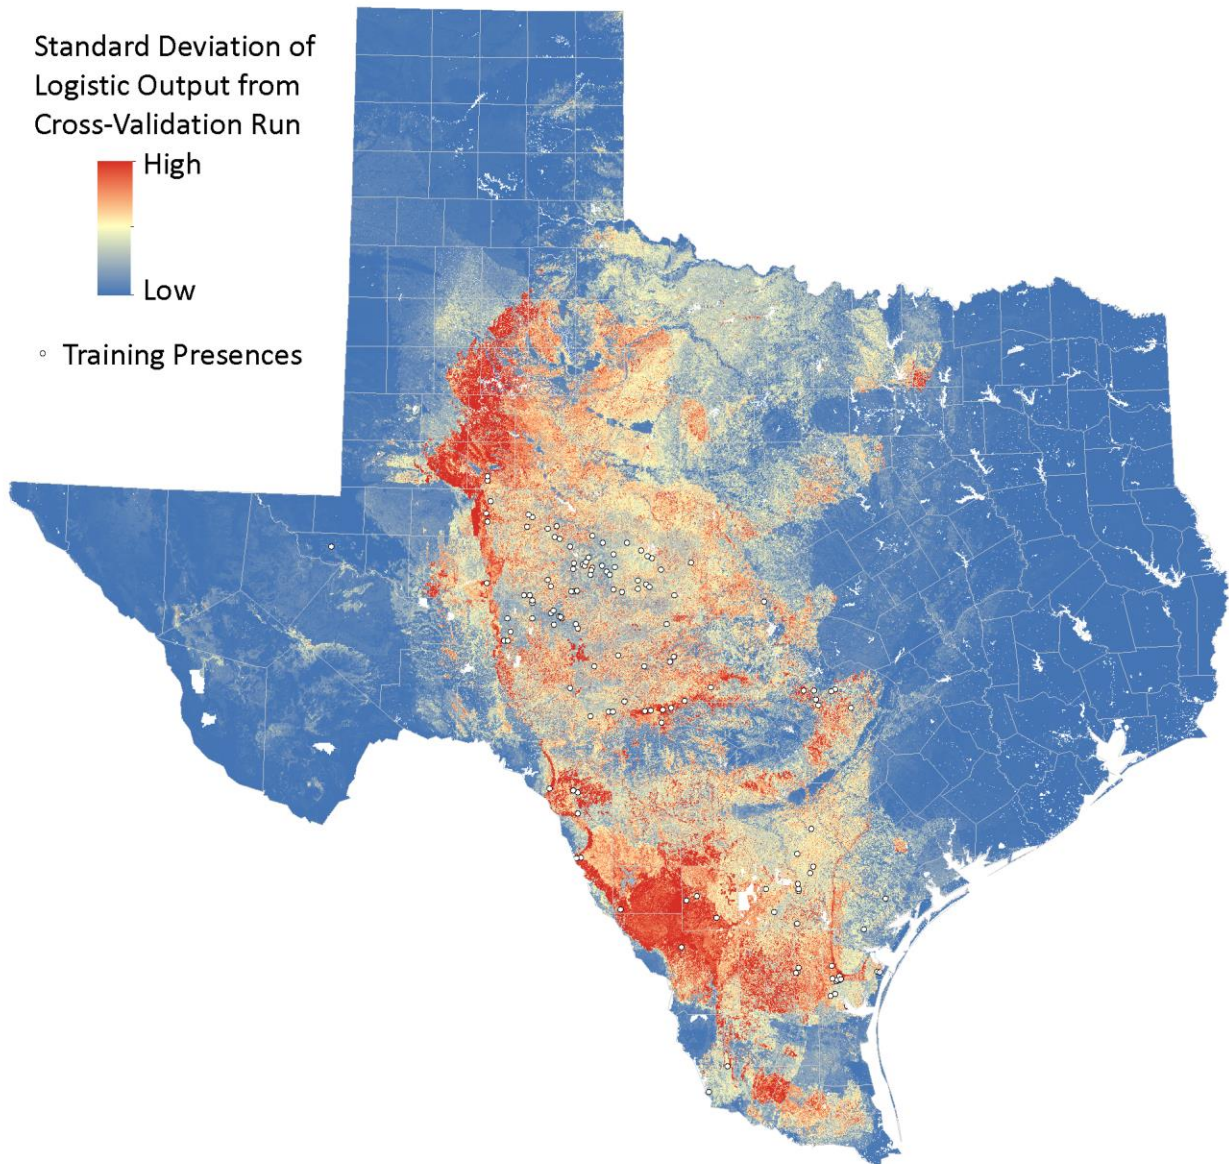 Standard Deviation of
Logistic Output from
Cross-Validation Run
High
Low
Training Presences